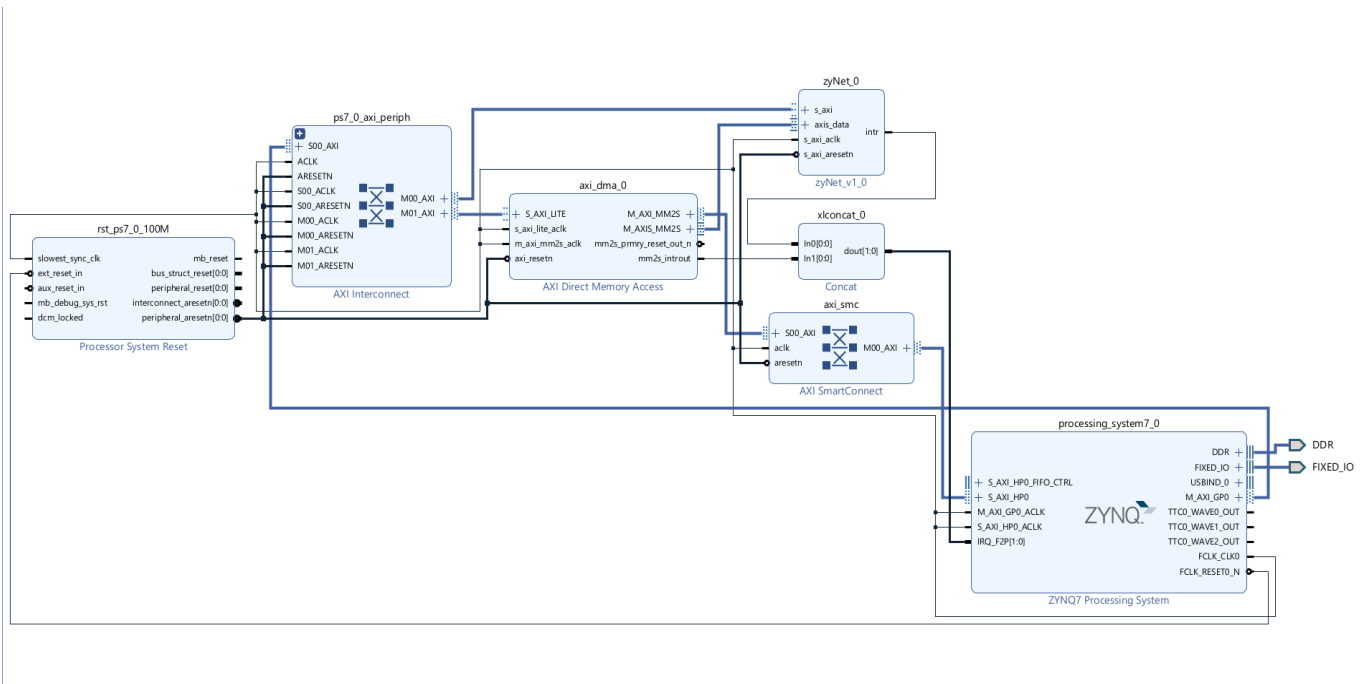 zyNet_0
s_axi
axis_data
s_axi_aclk
s_axi_aresetn
intr
zyNet_v1_0
ps7_0_axi_periph
S00_AXI
ACLK
ARESETN
S00_ACLK
S00_ARESETN
M00_ACLK
M00_ARESETN
M01_ACLK
M01_ARESETN
M00_AXI
M01_AXI
AXI Interconnect
axi_dma_0
S_AXI_LITE
s_axi_lite_aclk
m_axi_mm2s_aclk
axi_resetn
M_AXI_MM2S
M_AXIS_MM2S
mm2s_prmry_reset_out_n
mm2s_introut
AXI Direct Memory Access
xlconcat_0
In0[0:0]
In1[0:0]
dout[1:0]
Concat
rst_ps7_0_100M
slowest_sync_clk
ext_reset_in
aux_reset_in
mb_debug_sys_rst
dcm_locked
mb_reset
bus_struct_reset[0:0]
peripheral_reset[0:0]
interconnect_aresetn[0:0]
peripheral_aresetn[0:0]
Processor System Reset
axi_smc
S00_AXI
aclk
aresetn
M00_AXI
AXI SmartConnect
processing_system7_0
S_AXI_HP0_FIFO_CTRL
S_AXI_HP0
M_AXI_GP0_ACLK
S_AXI_HP0_ACLK
IRQ_F2P[1:0]
ZYNQ
DDR
FIXED_IO
USBIND_0
M_AXI_GP0
TTC0_WAVE0_OUT
TTC0_WAVE1_OUT
TTC0_WAVE2_OUT
FCLK_CLK0
FCLK_RESET0_N
ZYNQ7 Processing System
DDR
FIXED_IO